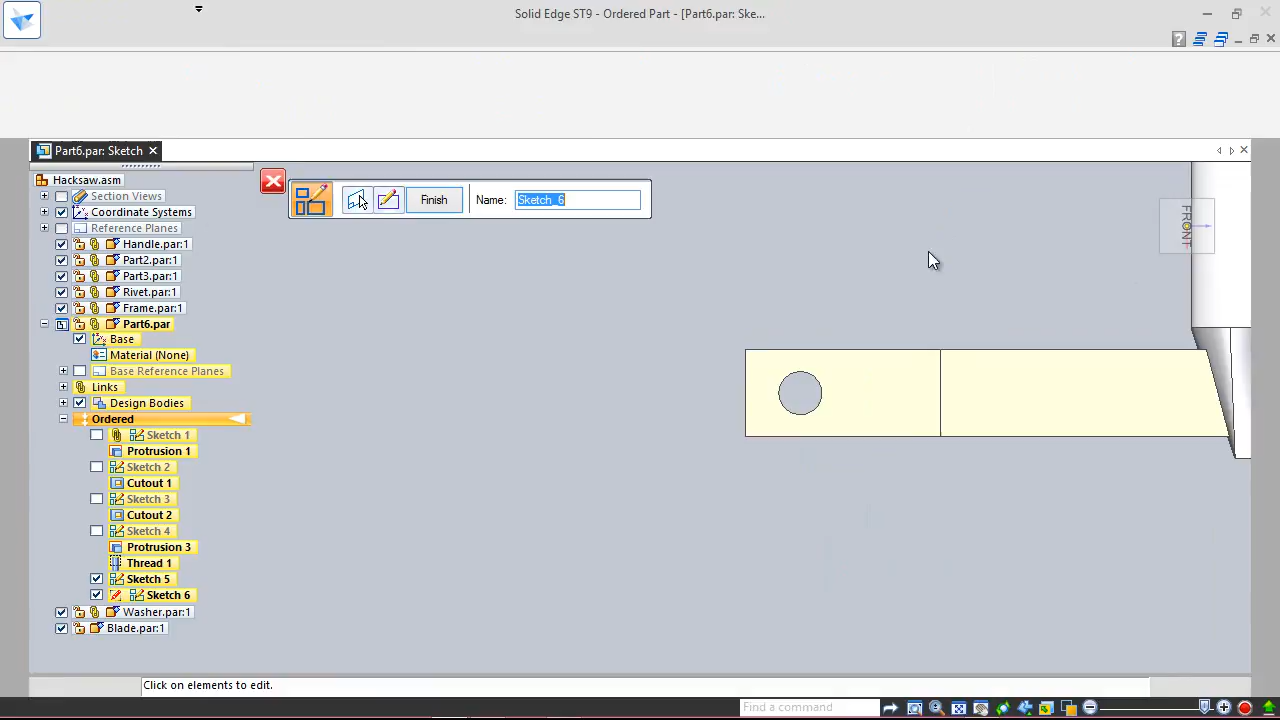 Solid Edge ST9 - Ordered Part - [Part6.par: Ske...
Part6.par: Sketch
Hacksaw.asm
Section Views
Coordinate Systems
Reference Planes
Handle.par:1
Part2.par:1
Part3.par:1
Rivet.par:1
Frame.par:1
Part6.par
Base
Material (None)
Base Reference Planes
Links
Design Bodies
Ordered
Sketch 1
Protrusion 1
Sketch 2
Cutout 1
Sketch 3
Cutout 2
Sketch 4
Protrusion 3
Thread 1
Sketch 5
Sketch 6
Washer.par:1
Blade.par:1
Finish
Name:
Sketch_6
FRONT
Click on elements to edit.
Find a command